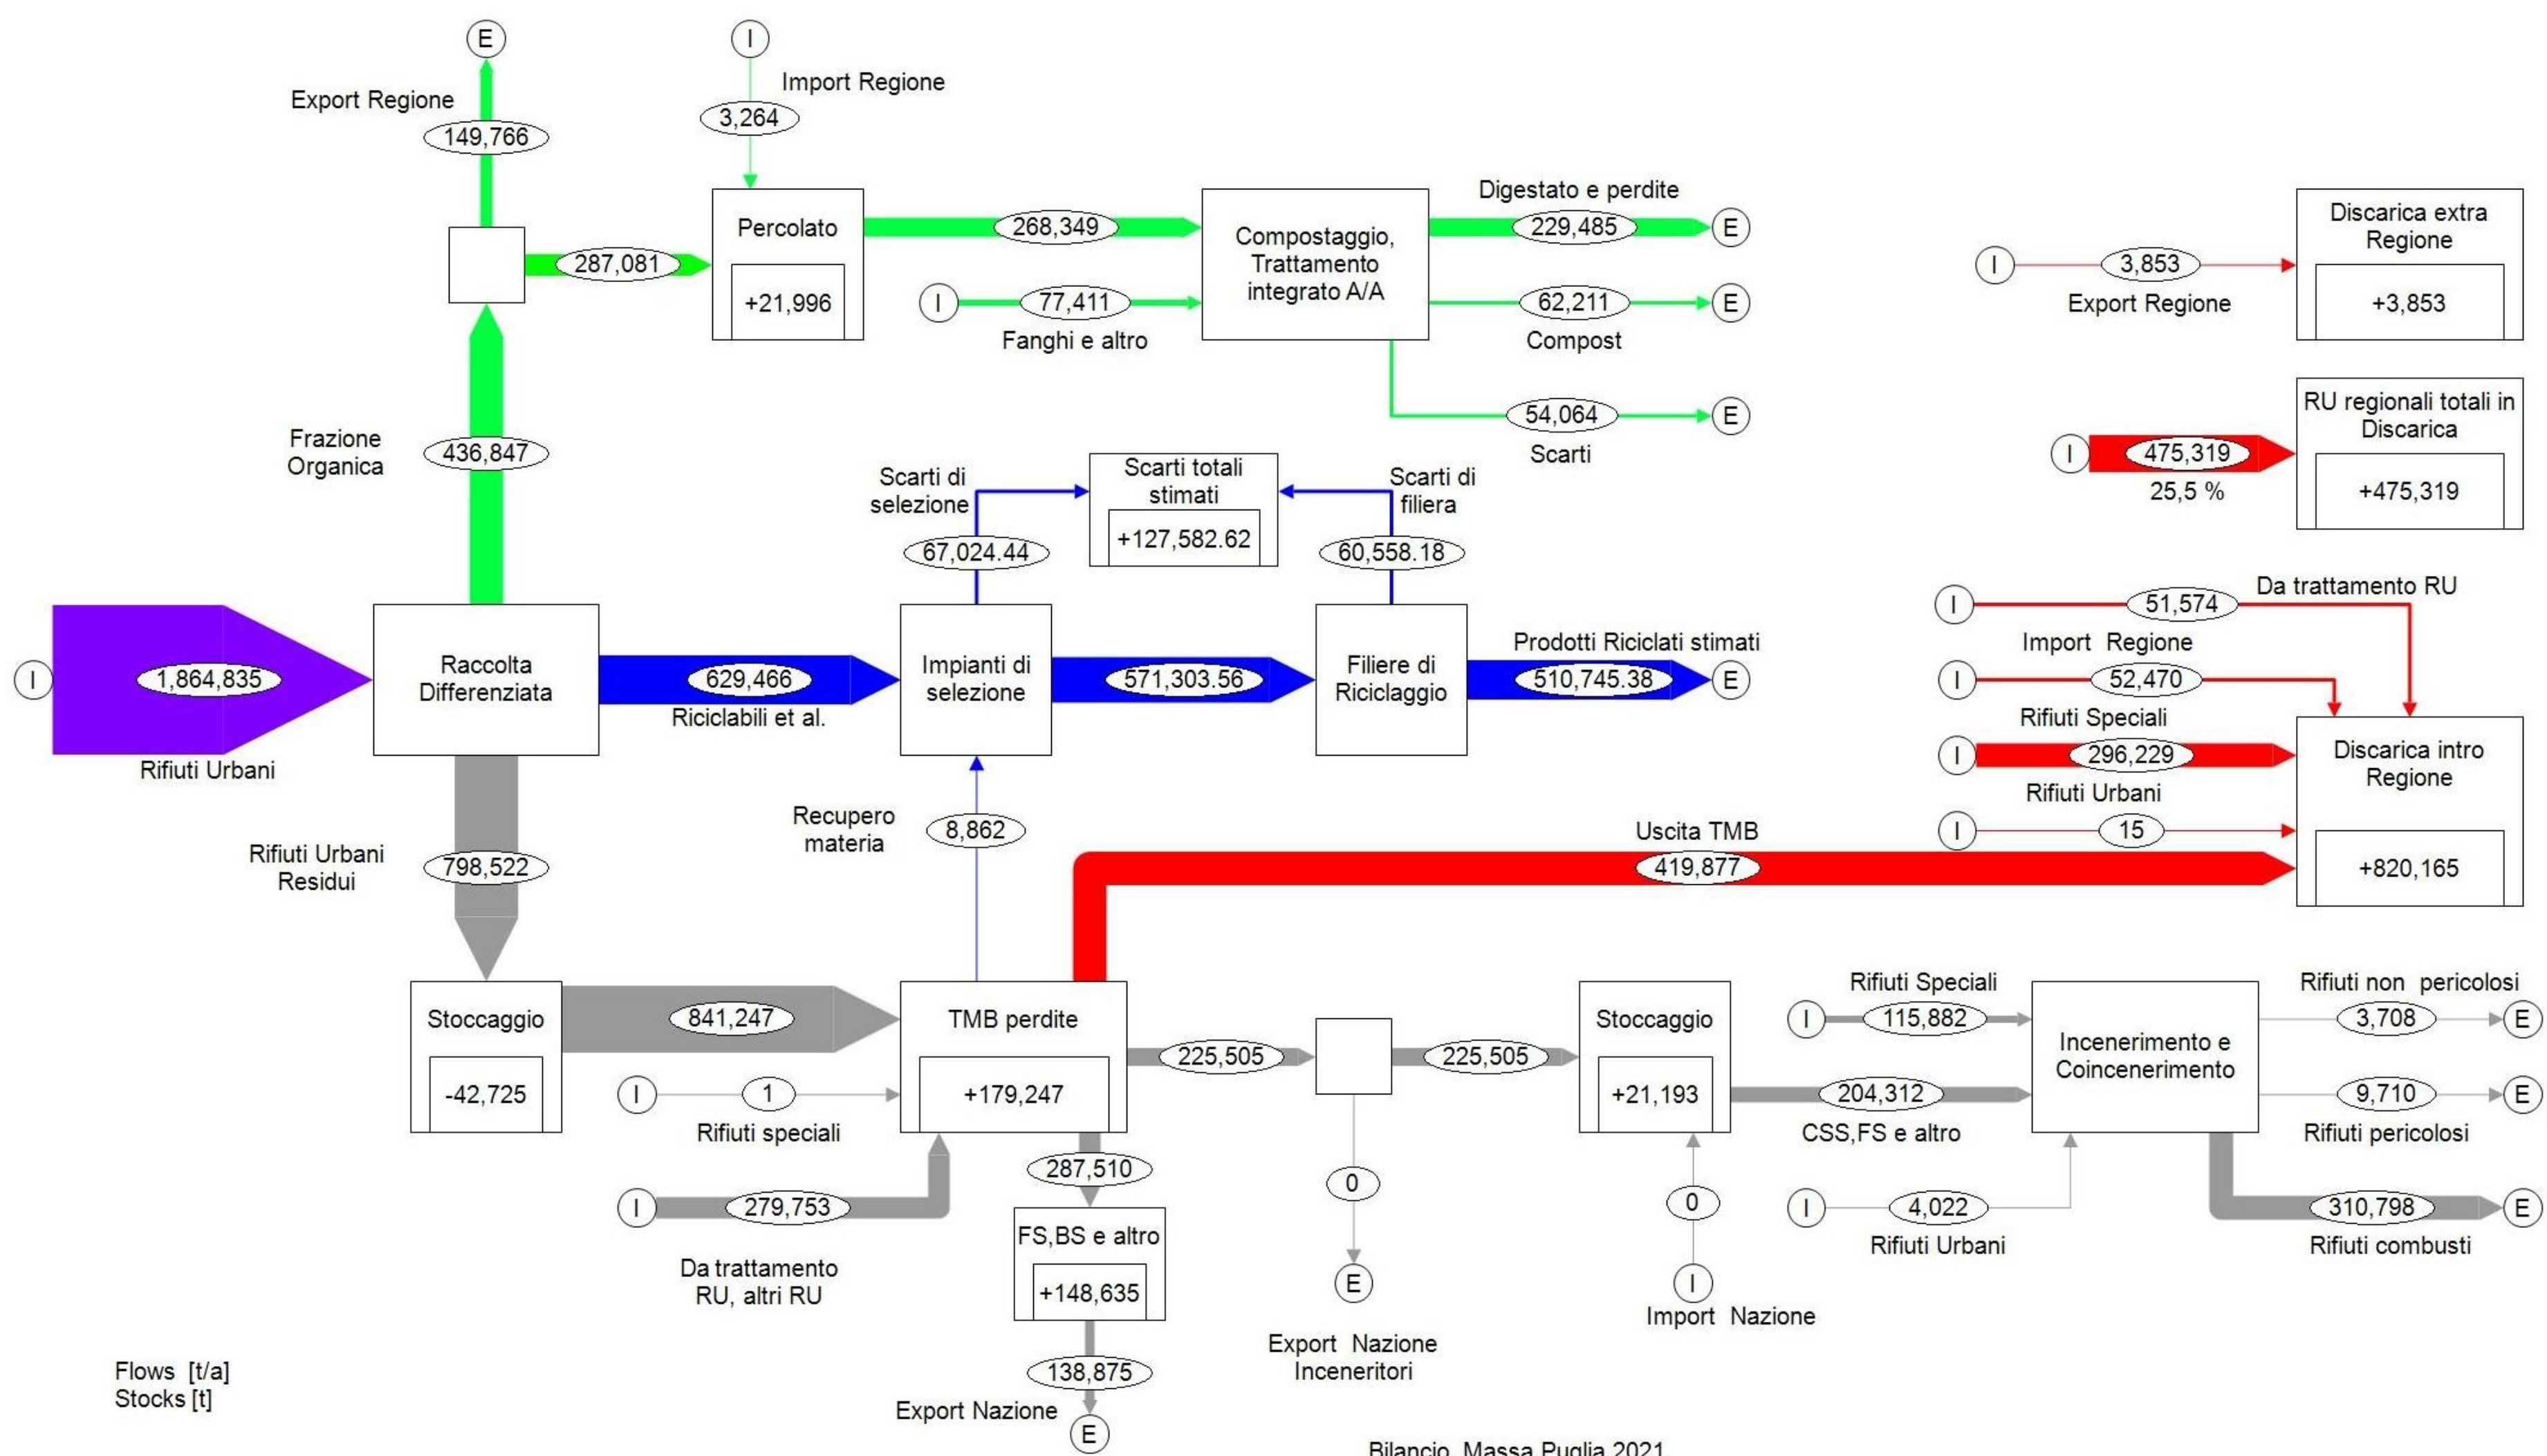 E
I
Export Regione
Import Regione
149,766
3,264
Percolato
+21,996
287,081
268,349
I
77,411
Fanghi e altro
Compostaggio,
Trattamento
integrato A/A
Digestato e perdite
229,485
E
62,211
E
Compost
54,064
E
Scarti
Discarica extra
Regione
I
3,853
+3,853
Export Regione
RU regionali totali in
Discarica
I
475,319
25,5 %
+475,319
Frazione
Organica
436,847
Scarti di
selezione
Scarti totali
stimati
+127,582.62
Scarti di
filiera
67,024.44
60,558.18
I
1,864,835
Rifiuti Urbani
Raccolta
Differenziata
629,466
Riciclabili et al.
Impianti di
selezione
571,303.56
Filiere di
Riciclaggio
Prodotti Riciclati stimati
510,745.38
E
Da trattamento RU
I
51,574
Import Regione
I
52,470
Rifiuti Speciali
I
296,229
Rifiuti Urbani
I
15
Discarica intro
Regione
+820,165
Recupero
materia
8,862
Uscita TMB
419,877
Rifiuti Urbani
Residui
798,522
Stoccaggio
-42,725
841,247
I
1
Rifiuti speciali
I
279,753
Da trattamento
RU, altri RU
TMB perdite
+179,247
225,505
225,505
287,510
FS,BS e altro
+148,635
138,875
Export Nazione
E
0
E
Export Nazione
Inceneritori
Stoccaggio
+21,193
0
I
Import Nazione
Rifiuti Speciali
I
115,882
204,312
CSS,FS e altro
I
4,022
Rifiuti Urbani
Incenerimento e
Coincenerimento
Rifiuti non pericolosi
3,708
E
9,710
E
Rifiuti pericolosi
310,798
E
Rifiuti combusti
Flows [t/a]
Stocks [t]
Bilancio Massa Puglia 2021